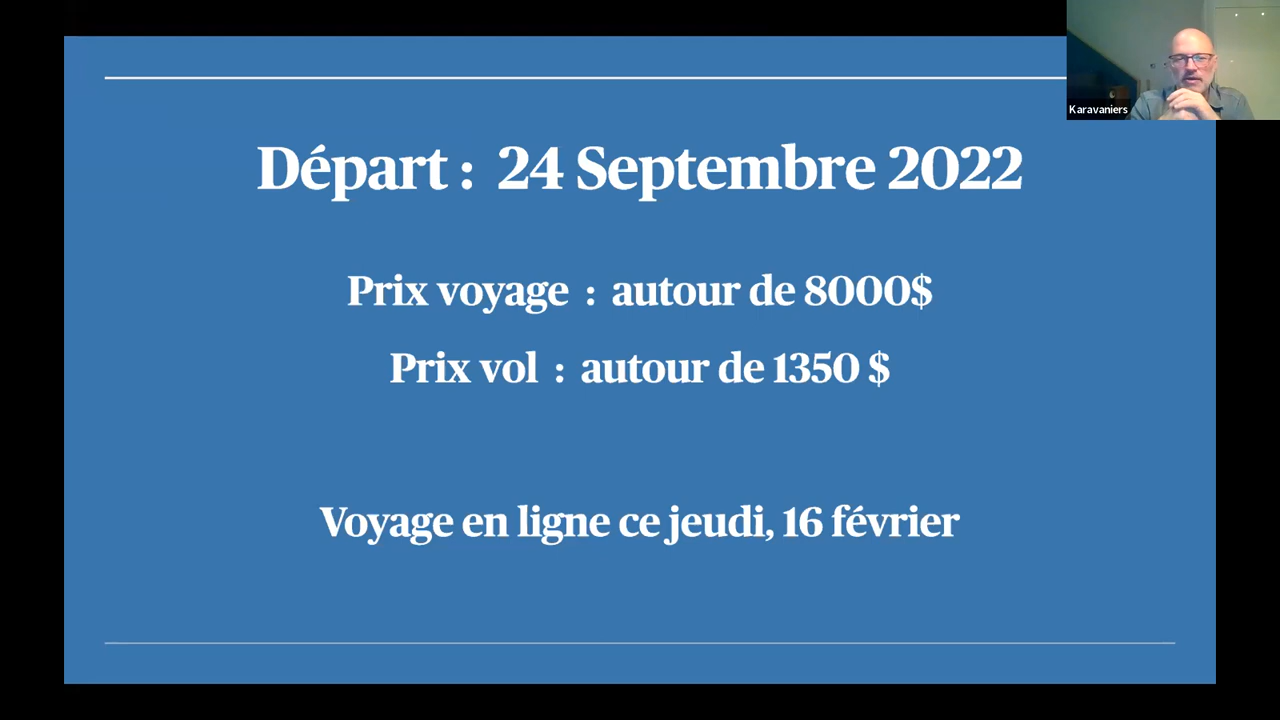 Karavaniers
Départ : 24 Septembre 2022
Prix voyage : autour de 8000$
Prix vol : autour de 1350 $
Voyage en ligne ce jeudi, 16 février